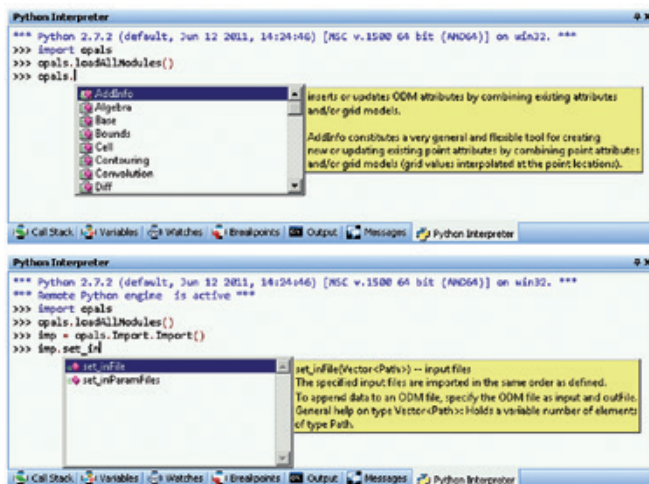 Python Interpreter
*** Python 2.7.2 (default, Jun 12 2011, 14:24:46) [MSC v.1500 64 bit (AMD64)] on win32. ***
>>> import opals
>>> opals.loadAllModules()
>>> opals.
AddInfo
Algebra
Base
Bounds
Cell
Contouring
Convolution
Diff
inserts or updates ODM attributes by combining existing attributes
and/or grid models.
AddInfo constitutes a very general and flexible tool for creating
new or updating existing point attributes by combining point attributes
and/or grid models (grid values interpolated at the point locations).
Call Stack Variables Watches Breakpoints Output Messages Python Interpreter
Python Interpreter
*** Python 2.7.2 (default, Jun 12 2011, 14:24:46) [MSC v.1500 64 bit (AMD64)] on win32. ***
*** Remote Python engine is active ***
>>> import opals
>>> opals.loadAllModules()
>>> imp = opals.Import.Import()
>>> imp.set_in
set_inFile
set_inParamFiles
set_inFile(Vector<Path>) -- input files
The specified input files are imported in the same order as defined.
To append data to an ODM file, specify the ODM file as input and outFile.
General help on type Vector<Path>: Holds a variable number of elements
of type Path.
Call Stack Variables Watches Breakpoints Output Messages Python Interpreter